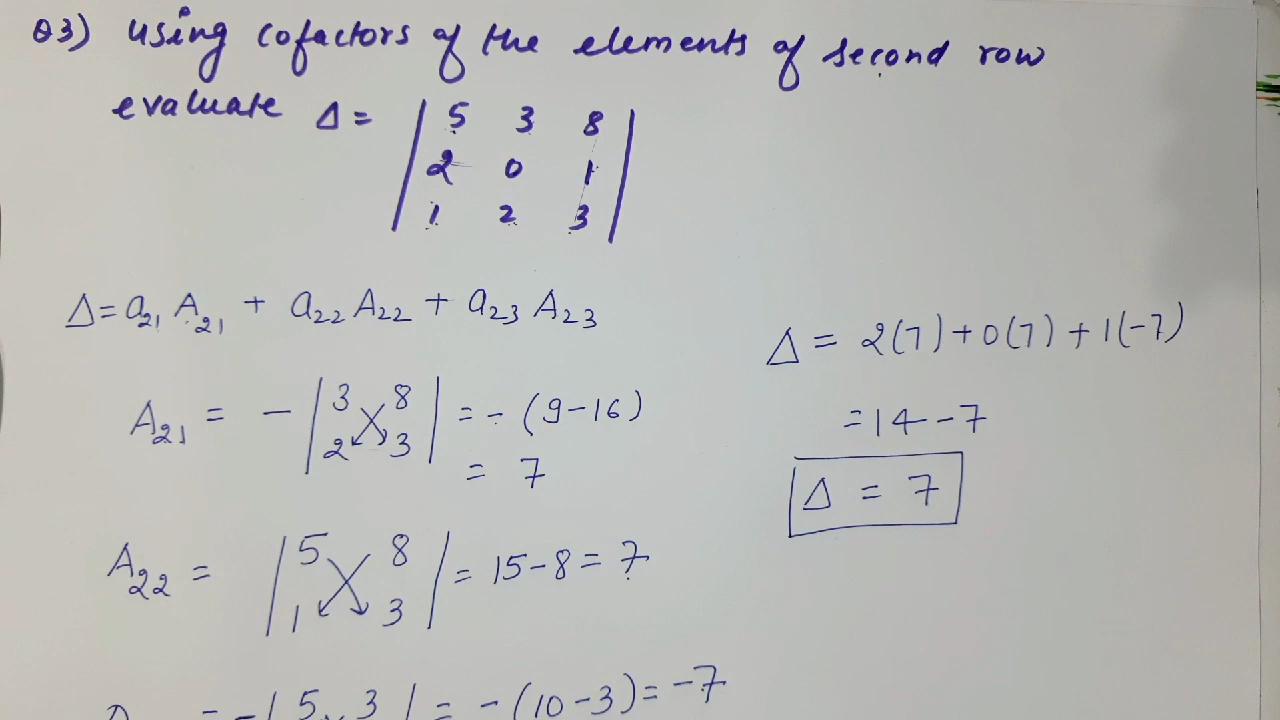 Q3) Using cofactors of the elements of second row
evaluate Δ = | 5 3 8 |
| 2 0 1 |
| 1 2 3 |
Δ = a₂₁ A₂₁ + a₂₂ A₂₂ + a₂₃ A₂₃
A₂₁ = - | 3 8 | = - (9-16)
| 2 3 |
= 7
A₂₂ = | 5 8 | = 15-8 = 7
| 1 3 |
= - | 5 3 | = - (10-3) = -7
Δ = 2(7) + 0(7) + 1(-7)
= 14 - 7
Δ = 7